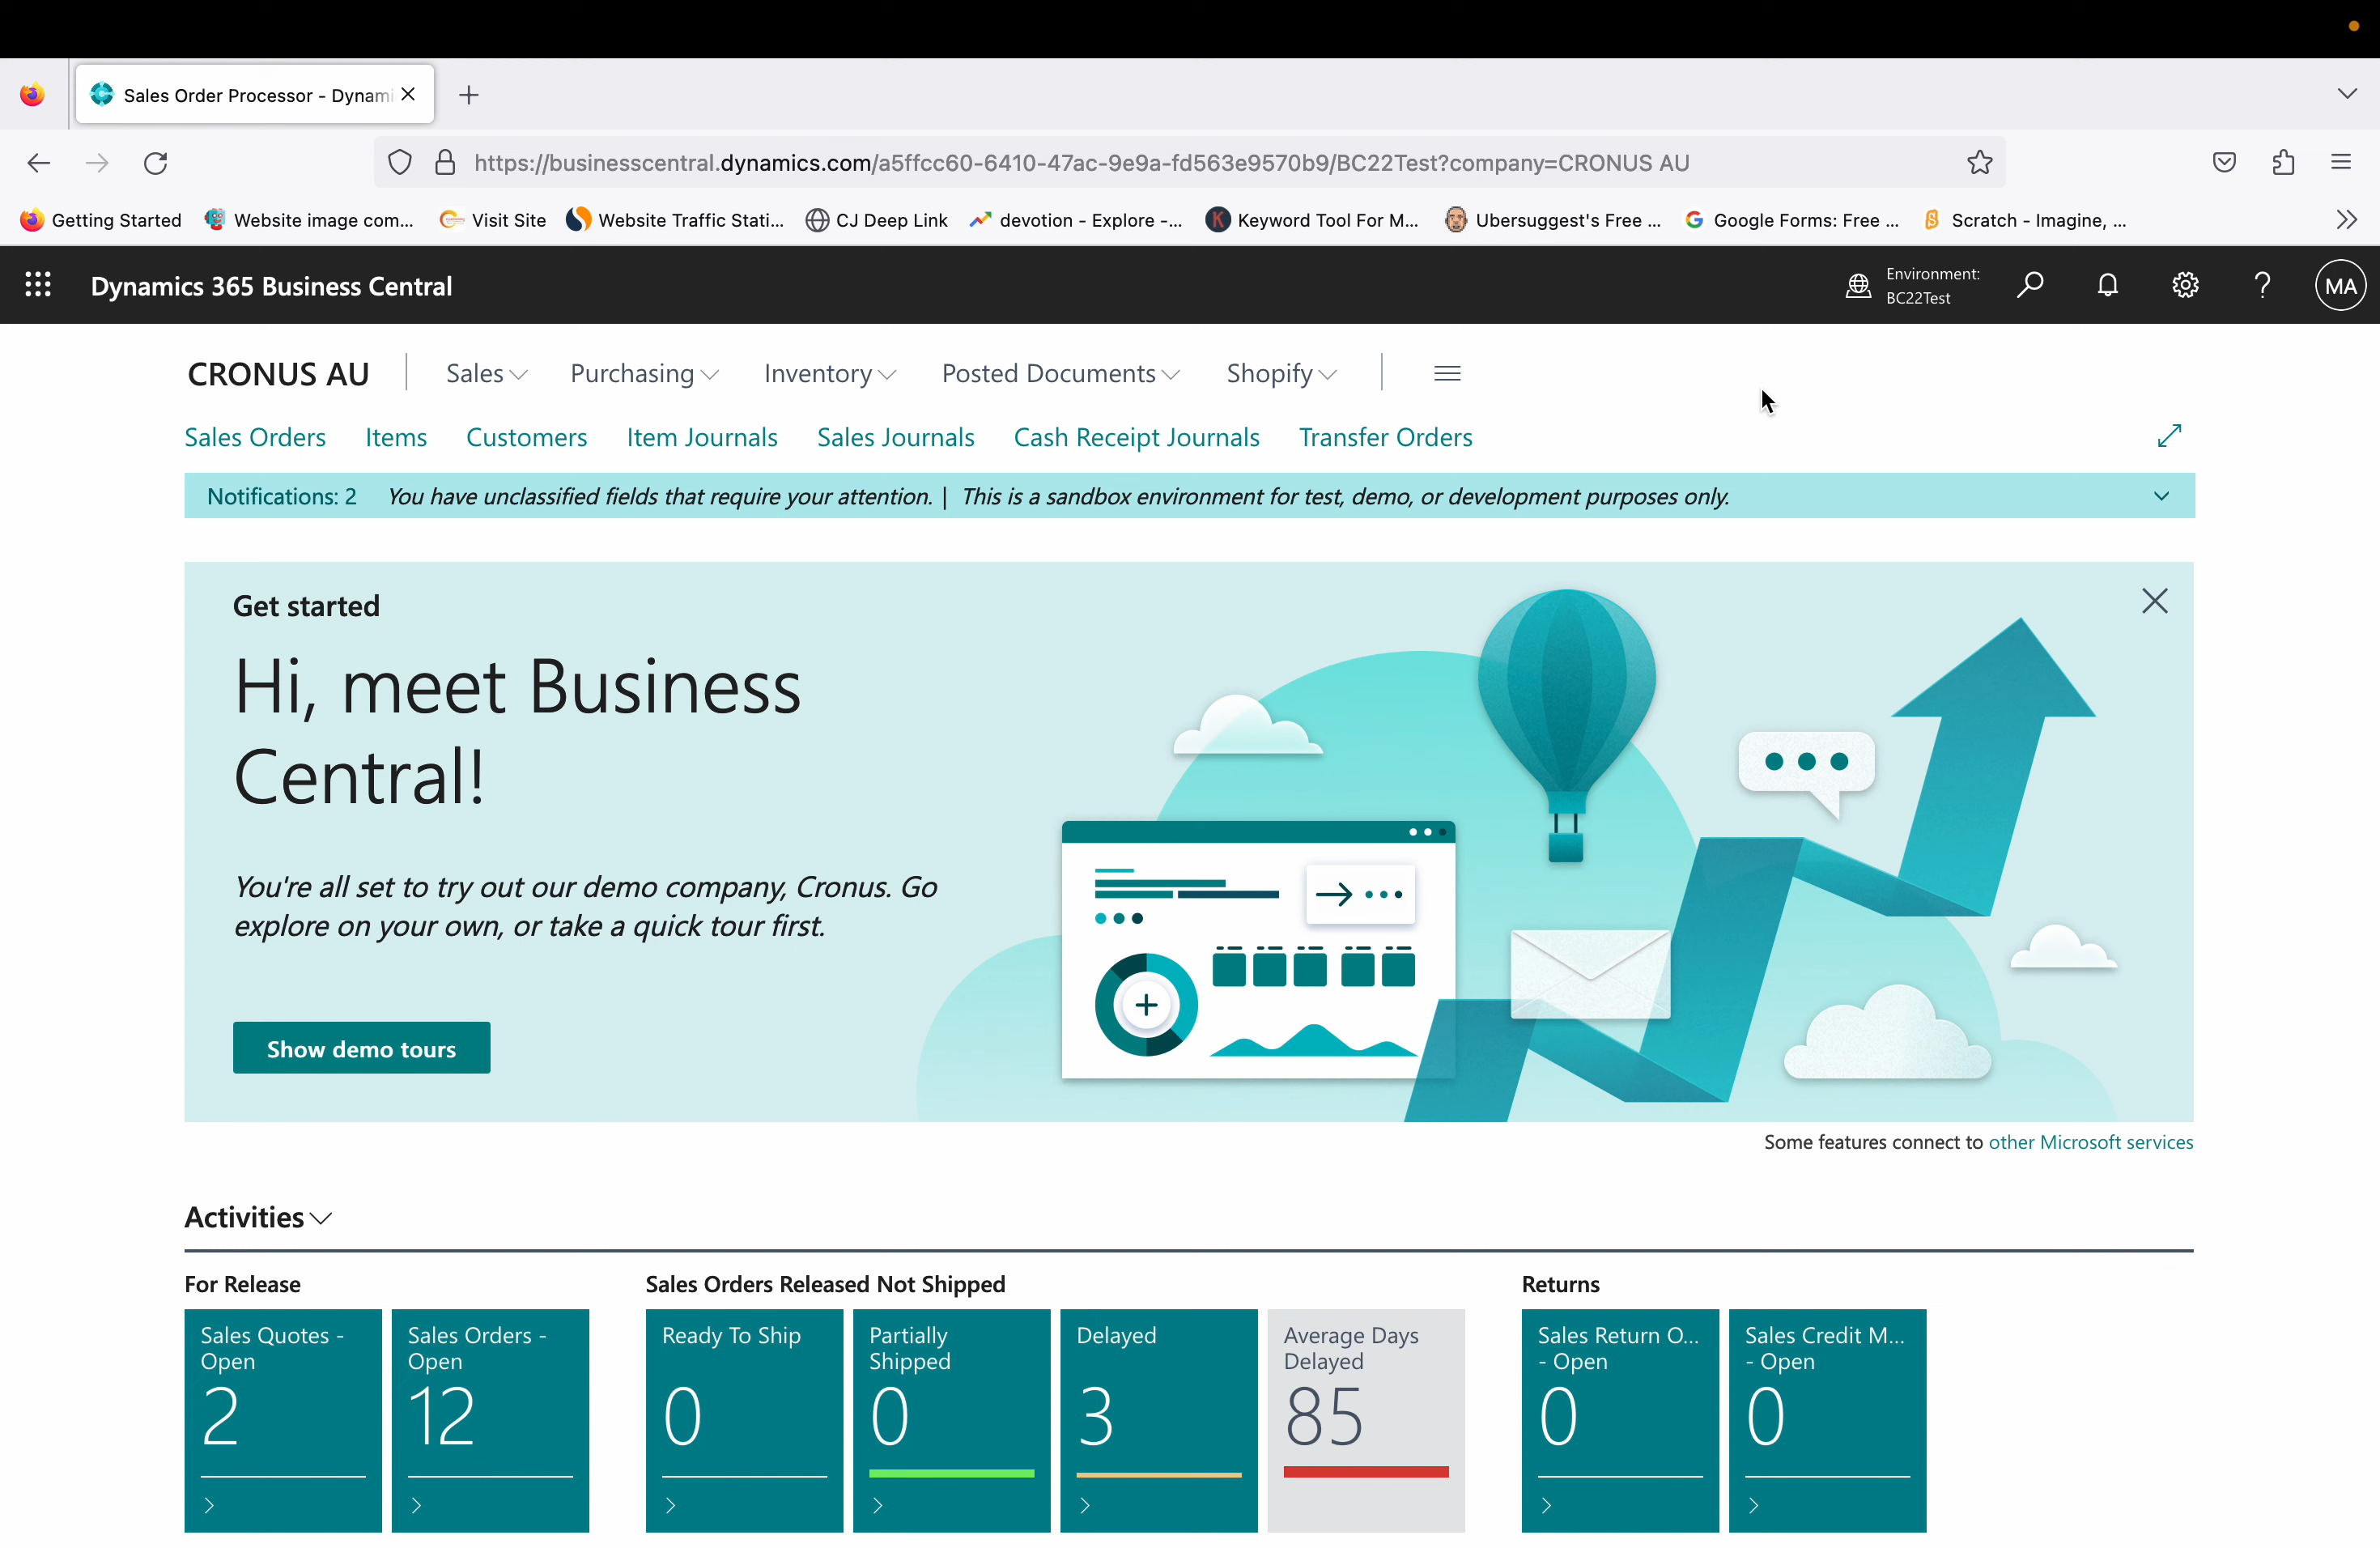 Sales Order Processor - Dynami
https://businesscentral.dynamics.com/a5ffcc60-6410-47ac-9e9a-fd563e9570b9/BC22Test?company=CRONUS AU
Getting Started Website image com... Visit Site Website Traffic Stati... CJ Deep Link devotion - Explore -... Keyword Tool For M... Ubersuggest's Free ... Google Forms: Free ... Scratch - Imagine, ...
Dynamics 365 Business Central
Environment:
BC22Test
MA
CRONUS AU Sales Purchasing Inventory Posted Documents Shopify
Sales Orders Items Customers Item Journals Sales Journals Cash Receipt Journals Transfer Orders
Notifications: 2 You have unclassified fields that require your attention. | This is a sandbox environment for test, demo, or development purposes only.
Get started
Hi, meet Business
Central!
You're all set to try out our demo company, Cronus. Go
explore on your own, or take a quick tour first.
Show demo tours
Some features connect to other Microsoft services
Activities
For Release
Sales Quotes -
Open
2
Sales Orders -
Open
12
Sales Orders Released Not Shipped
Ready To Ship
0
Partially
Shipped
0
Delayed
3
Average Days
Delayed
85
Returns
Sales Return O...
- Open
0
Sales Credit M...
- Open
0